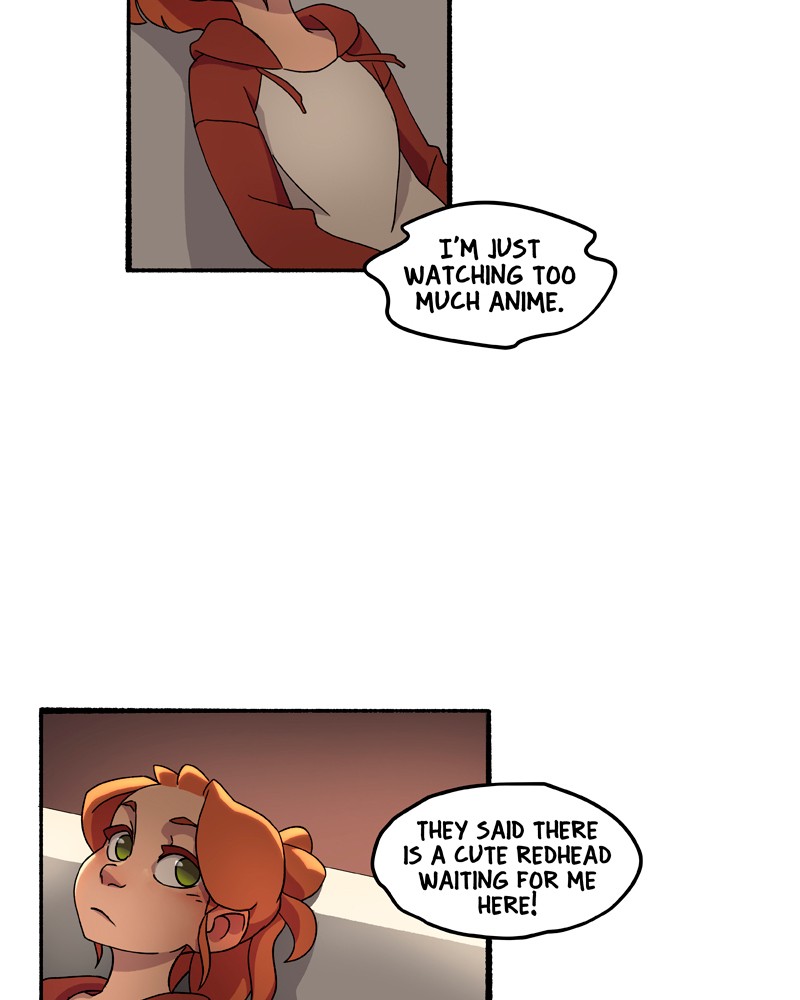 I'M JUST
WATCHING TOO
MUCH ANIME.
THEY SAID THERE
IS A CUTE REDHEAD
WAITING FOR ME
HERE!